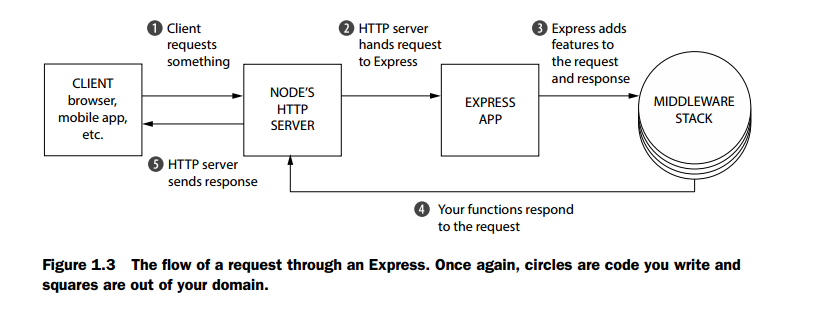 1 Client
requests
something
2 HTTP server
hands request
to Express
3 Express adds
features to
the request
and response
CLIENT
browser,
mobile app,
etc.
NODE'S
HTTP
SERVER
EXPRESS
APP
MIDDLEWARE
STACK
5 HTTP server
sends response
4 Your functions respond
to the request
Figure 1.3 The flow of a request through an Express. Once again, circles are code you write and
squares are out of your domain.